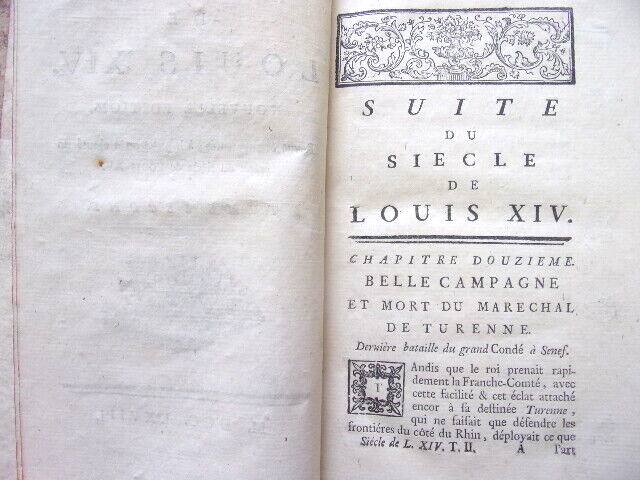 SUITE
DU
SIECLE
DE
LOUIS XIV.
CHAPITRE DOUZIEME.
BELLE CAMPAGNE
ET MORT DU MARECHAL
DE TURENNE.
Dernière bataille du grand Condé à Senef.
TAndis que le roi prenait rapi-
dement la Franche-Comté, avec
cette facilité & cet éclat attaché
encor à sa destinée Turenne,
qui ne faisait que défendre les
frontiéres du côté du Rhin, déployait ce que
Siécle de L. XIV. T. II. A l'art